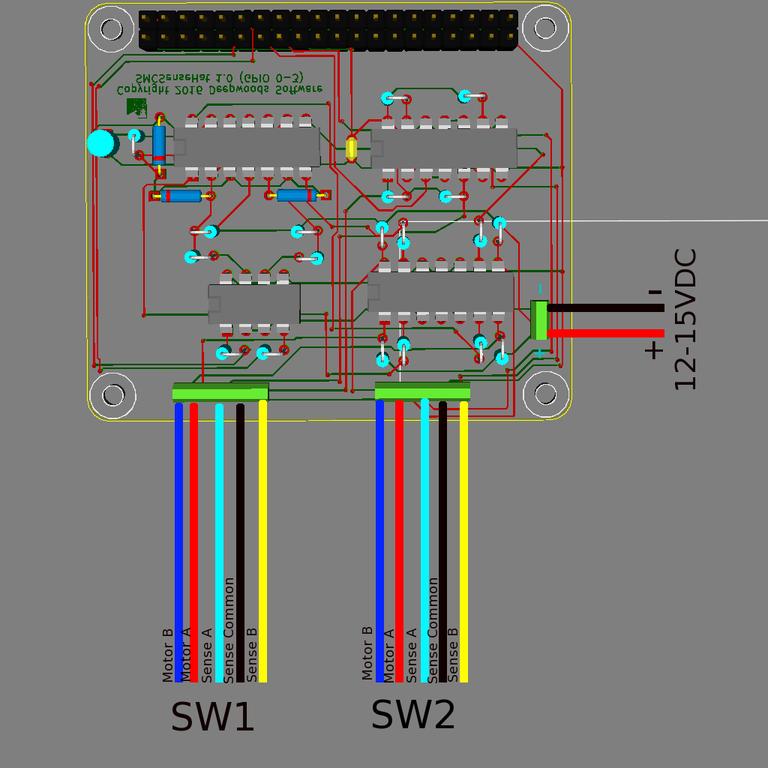 SMCSenseHat 1.0 (GPIO 0-3)
Copyright 2016 Deepwoods Software
-
12-15VDC
+
Motor B
Motor A
Sense A
Sense Common
Sense B
Motor B
Motor A
Sense A
Sense Common
Sense B
SW1
SW2